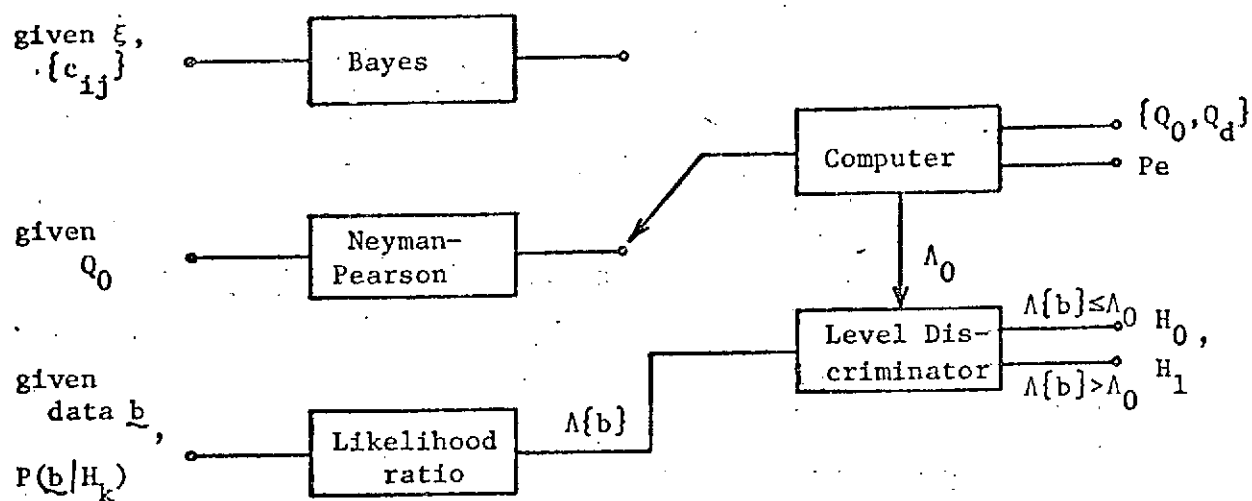 given ξ,
{c_ij}
Bayes
Computer
{Q_0,Q_d}
Pe
given
Q_0
Neyman-
Pearson
Λ_0
given
data b,
P(b/H_k)
Likelihood
ratio
Λ{b}
Level Dis-
criminator
Λ{b}≤Λ_0 H_0,
Λ{b}>Λ_0 H_1